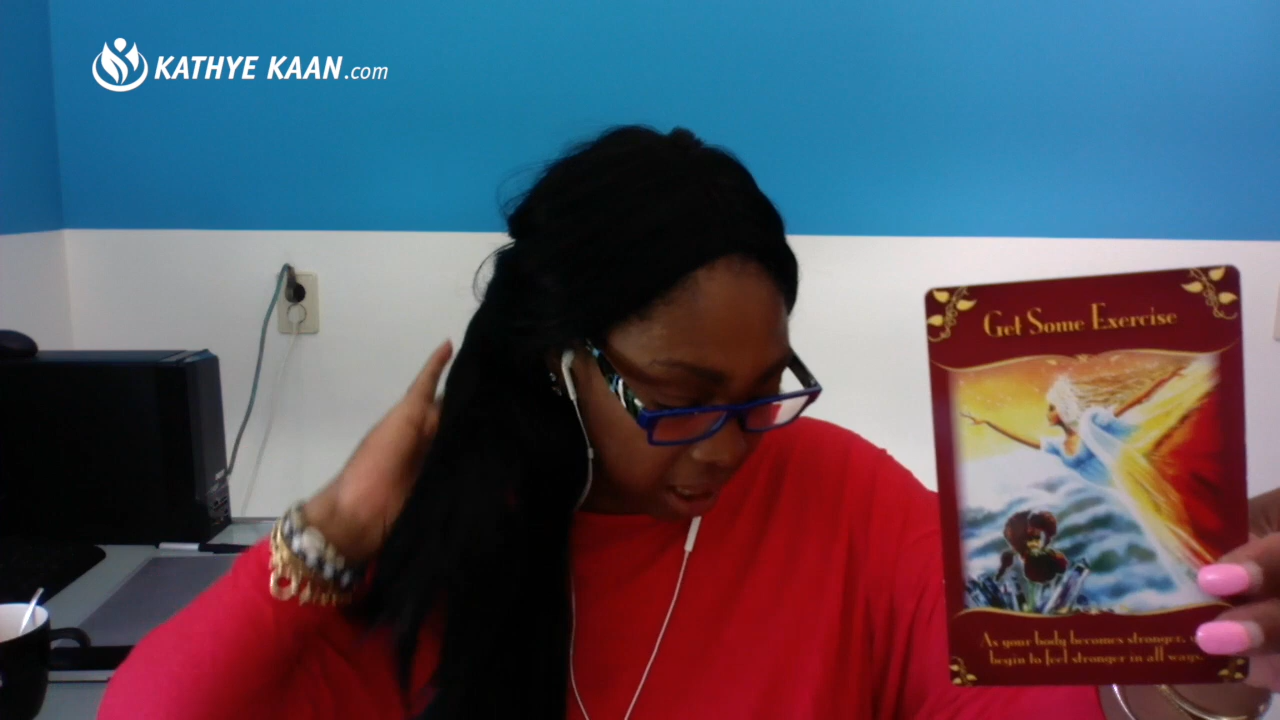 KATHYE KAAN.com
Get Some Exercise
As your body becomes stronger,
begin to feel stronger in all ways.